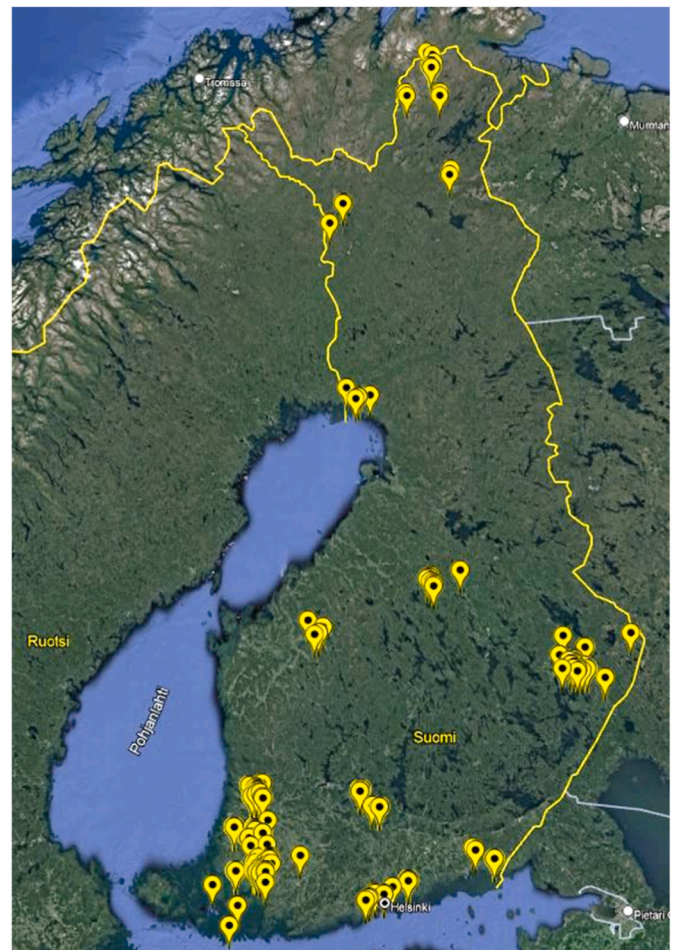 Tromssa
Murman
Ruotsi
Pohjanlahti
Suomi
Helsinki
Pietari